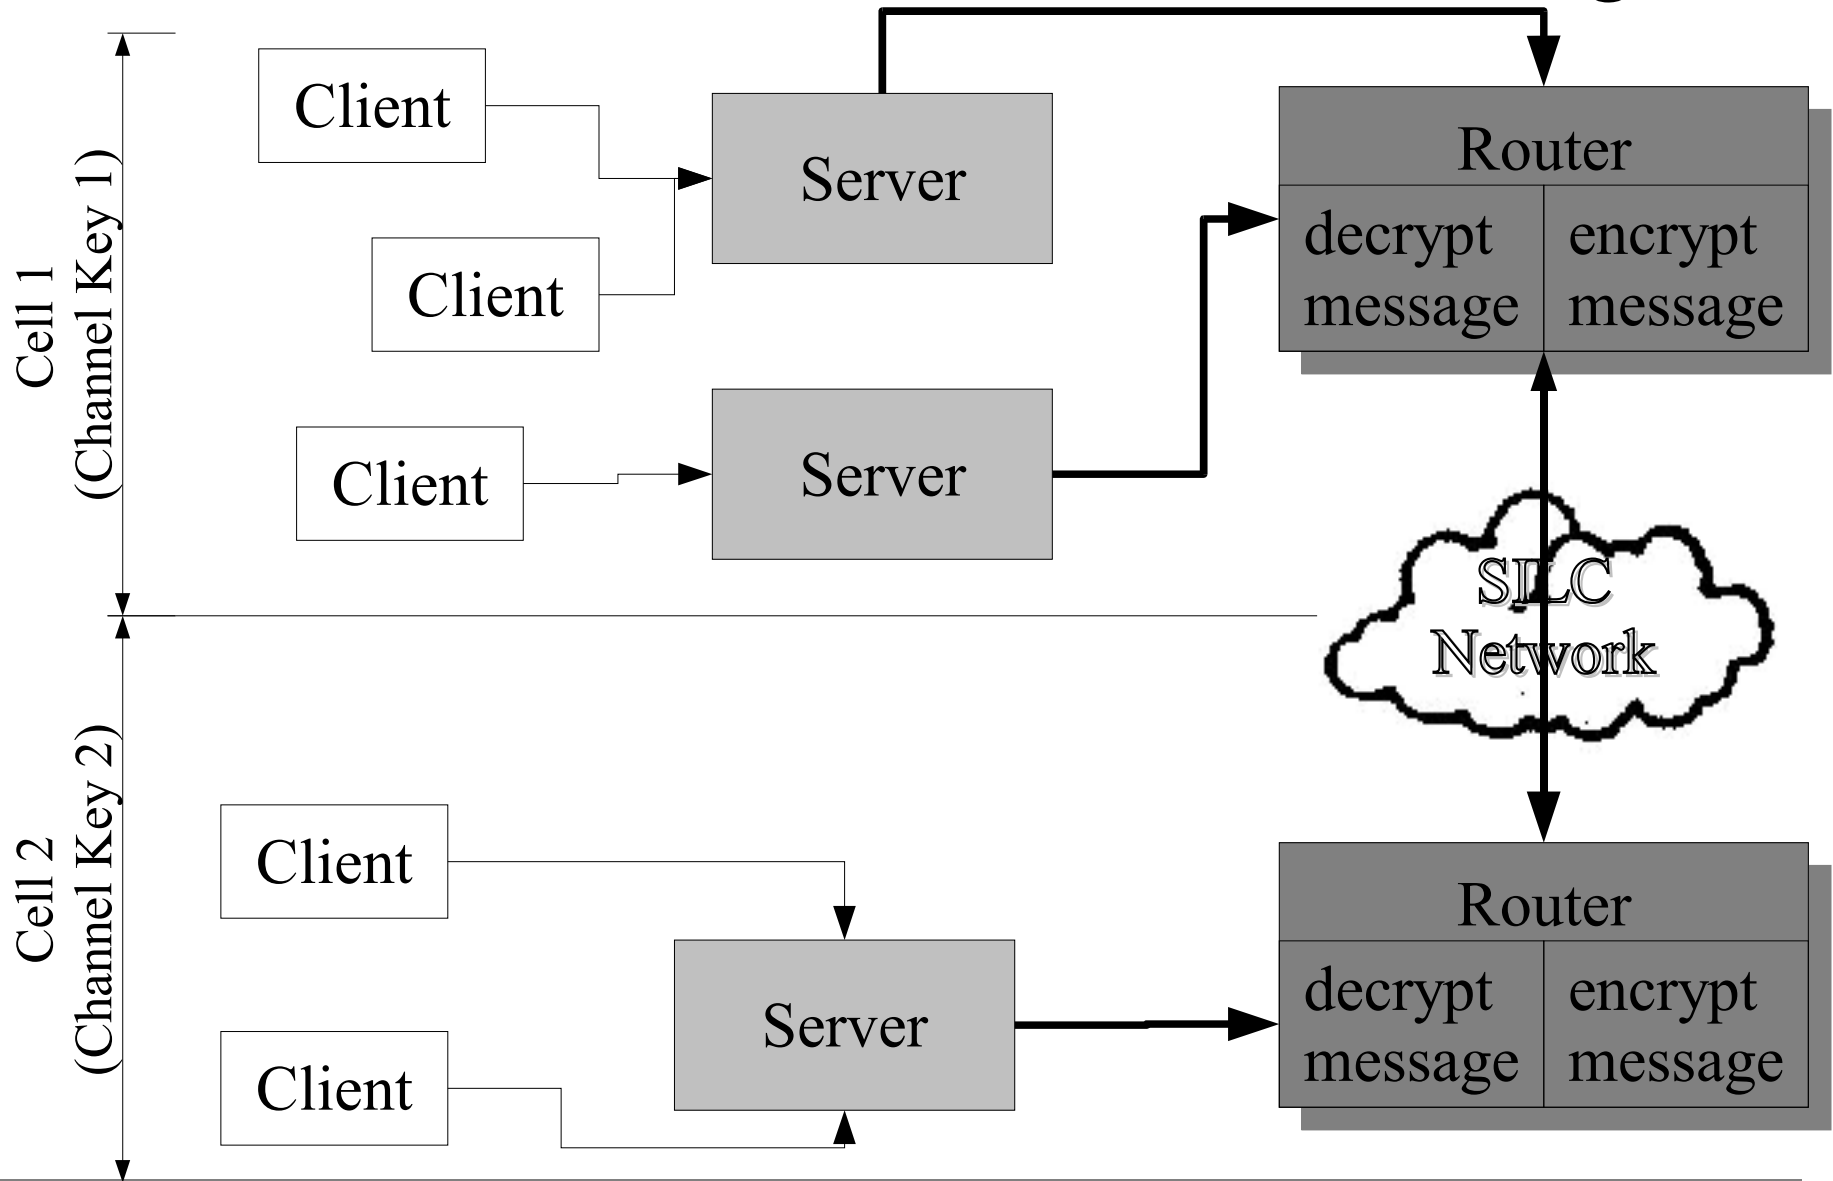 Cell 1
(Channel Key 1)
Client
Client
Client
Server
Server
Router
decrypt message
encrypt message
SILC
Network
Cell 2
(Channel Key 2)
Client
Client
Server
Router
decrypt message
encrypt message